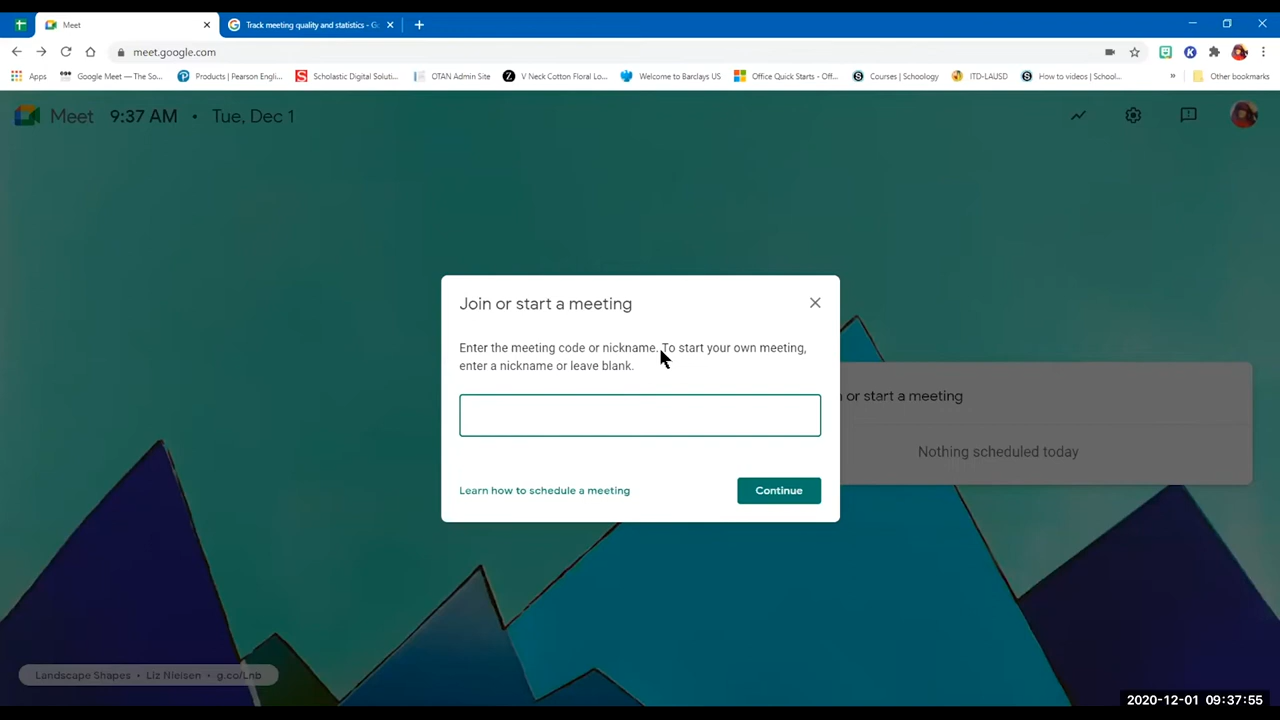 Meet
Track meeting quality and statistics - G
meet.google.com
Apps
Google Meet — The So...
Products | Pearson Engli...
Scholastic Digital Soluti...
OTAN Admin Site
V Neck Cotton Floral Lo...
Welcome to Barclays US
Office Quick Starts - Off...
Courses | Schoology
ITD-LAUSD
How to videos | School...
»
Other bookmarks
Meet 9:37 AM • Tue, Dec 1
Join or start a meeting
Enter the meeting code or nickname. To start your own meeting,
enter a nickname or leave blank.
or start a meeting
Nothing scheduled today
Learn how to schedule a meeting
Continue
Landscape Shapes • Liz Nielsen • g.co/Lnb
2020-12-01 09:37:55